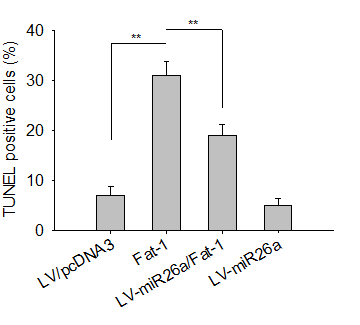 40
**
**
30
20
10
0
TUNEL positive cells (%)
LV/pcDNA3
Fat-1
LV-miR26a/Fat-1
LV-miR26a